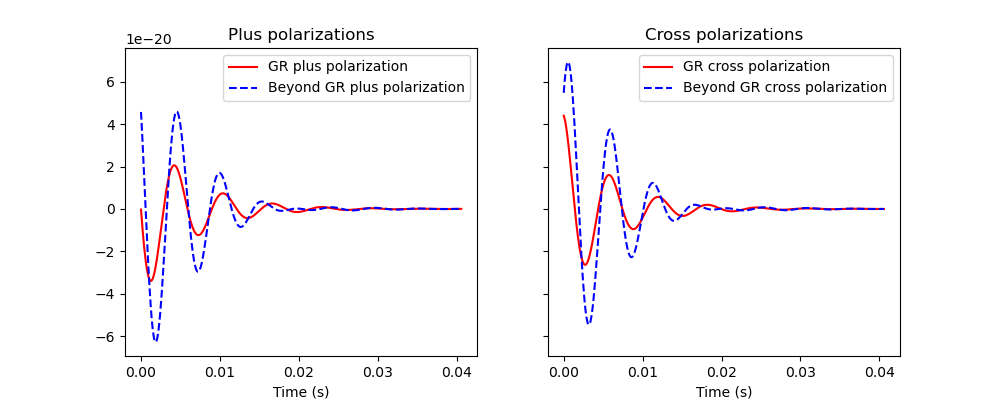 Plus polarizations
1e−20
GR plus polarization
Beyond GR plus polarization
6
4
2
0
−2
−4
−6
0.00 0.01 0.02 0.03 0.04
Time (s)
Cross polarizations
GR cross polarization
Beyond GR cross polarization
0.00 0.01 0.02 0.03 0.04
Time (s)